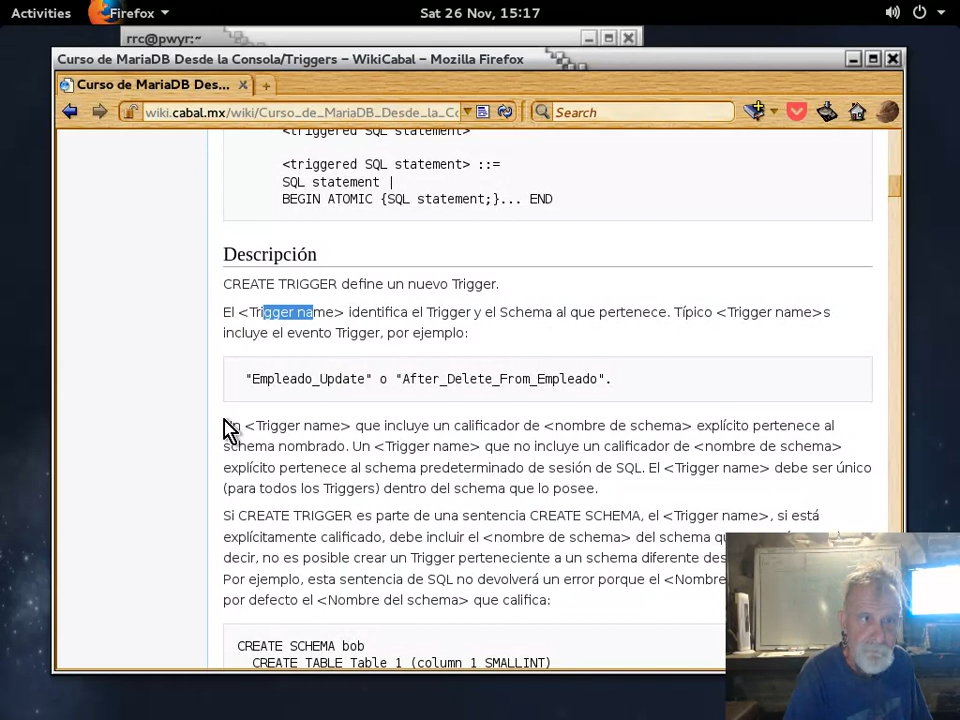 Activities Firefox Sat 26 Nov, 15:17
rrc@pwyr:~
Curso de MariaDB Desde la Consola/Triggers – WikiCabal – Mozilla Firefox
Curso de MariaDB Des...
wiki.cabal.mx/wiki/Curso_de_MariaDB_Desde_la_Cc Search
<triggered SQL statement>
<triggered SQL statement> ::=
SQL statement |
BEGIN ATOMIC {SQL statement;}... END
Descripción
CREATE TRIGGER define un nuevo Trigger.
El <Trigger name> identifica el Trigger y el Schema al que pertenece. Típico <Trigger name>s
incluye el evento Trigger, por ejemplo:
"Empleado_Update" o "After_Delete_From_Empleado".
Un <Trigger name> que incluye un calificador de <nombre de schema> explícito pertenece al
schema nombrado. Un <Trigger name> que no incluye un calificador de <nombre de schema>
explícito pertenece al schema predeterminado de sesión de SQL. El <Trigger name> debe ser único
(para todos los Triggers) dentro del schema que lo posee.
Si CREATE TRIGGER es parte de una sentencia CREATE SCHEMA, el <Trigger name>, si está
explícitamente calificado, debe incluir el <nombre de schema> del schema
decir, no es posible crear un Trigger perteneciente a un schema diferente
Por ejemplo, esta sentencia de SQL no devolverá un error porque el <Nombre
por defecto el <Nombre del schema> que califica:
CREATE SCHEMA bob
CREATE TABLE Table_1 (column_1 SMALLINT)